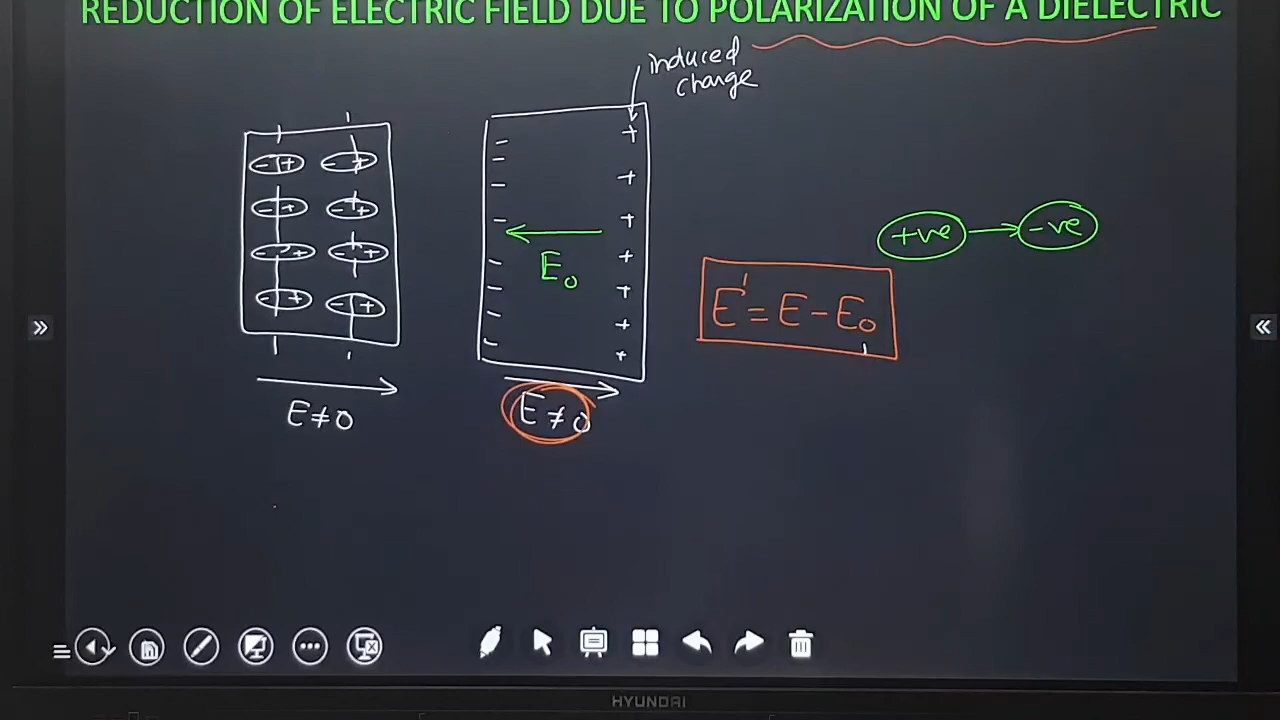 REDUCTION OF ELECTRIC FIELD DUE TO POLARIZATION OF A DIELECTRIC
induced
charge
- + - +
- + - +
- + - +
- + - +
E≠0
- +
- +
- +
- +
E₀
- +
- +
- +
- +
E≠0
+ve → -ve
E' = E - E₀
HYUNDAI